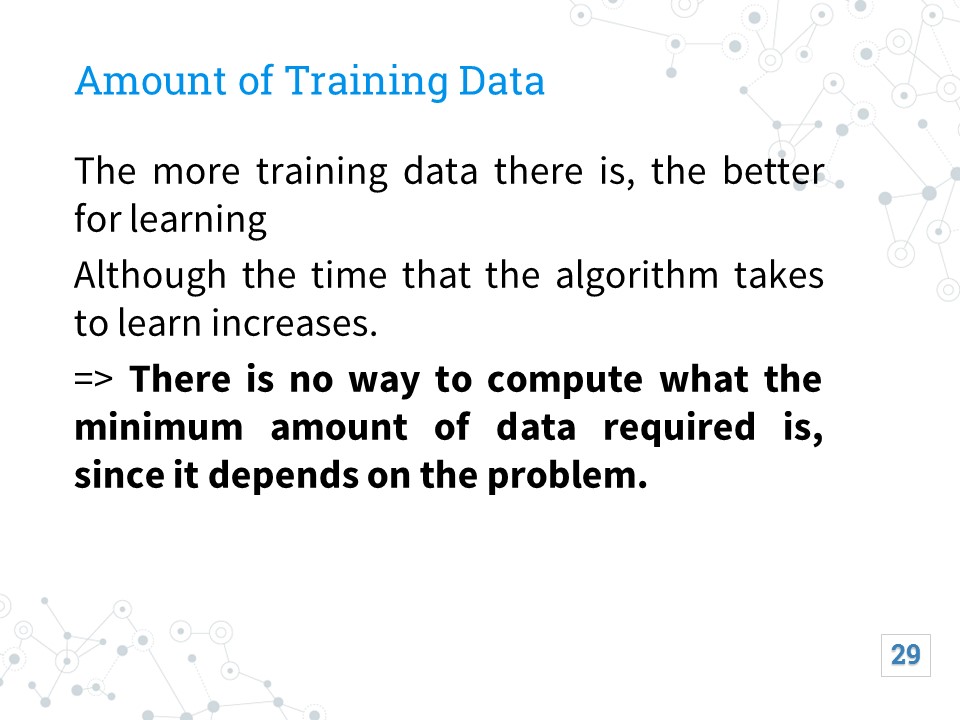 Amount of Training Data
The more training data there is, the better
for learning
Although the time that the algorithm takes
to learn increases.
=> There is no way to compute what the
minimum amount of data required is,
since it depends on the problem.
29